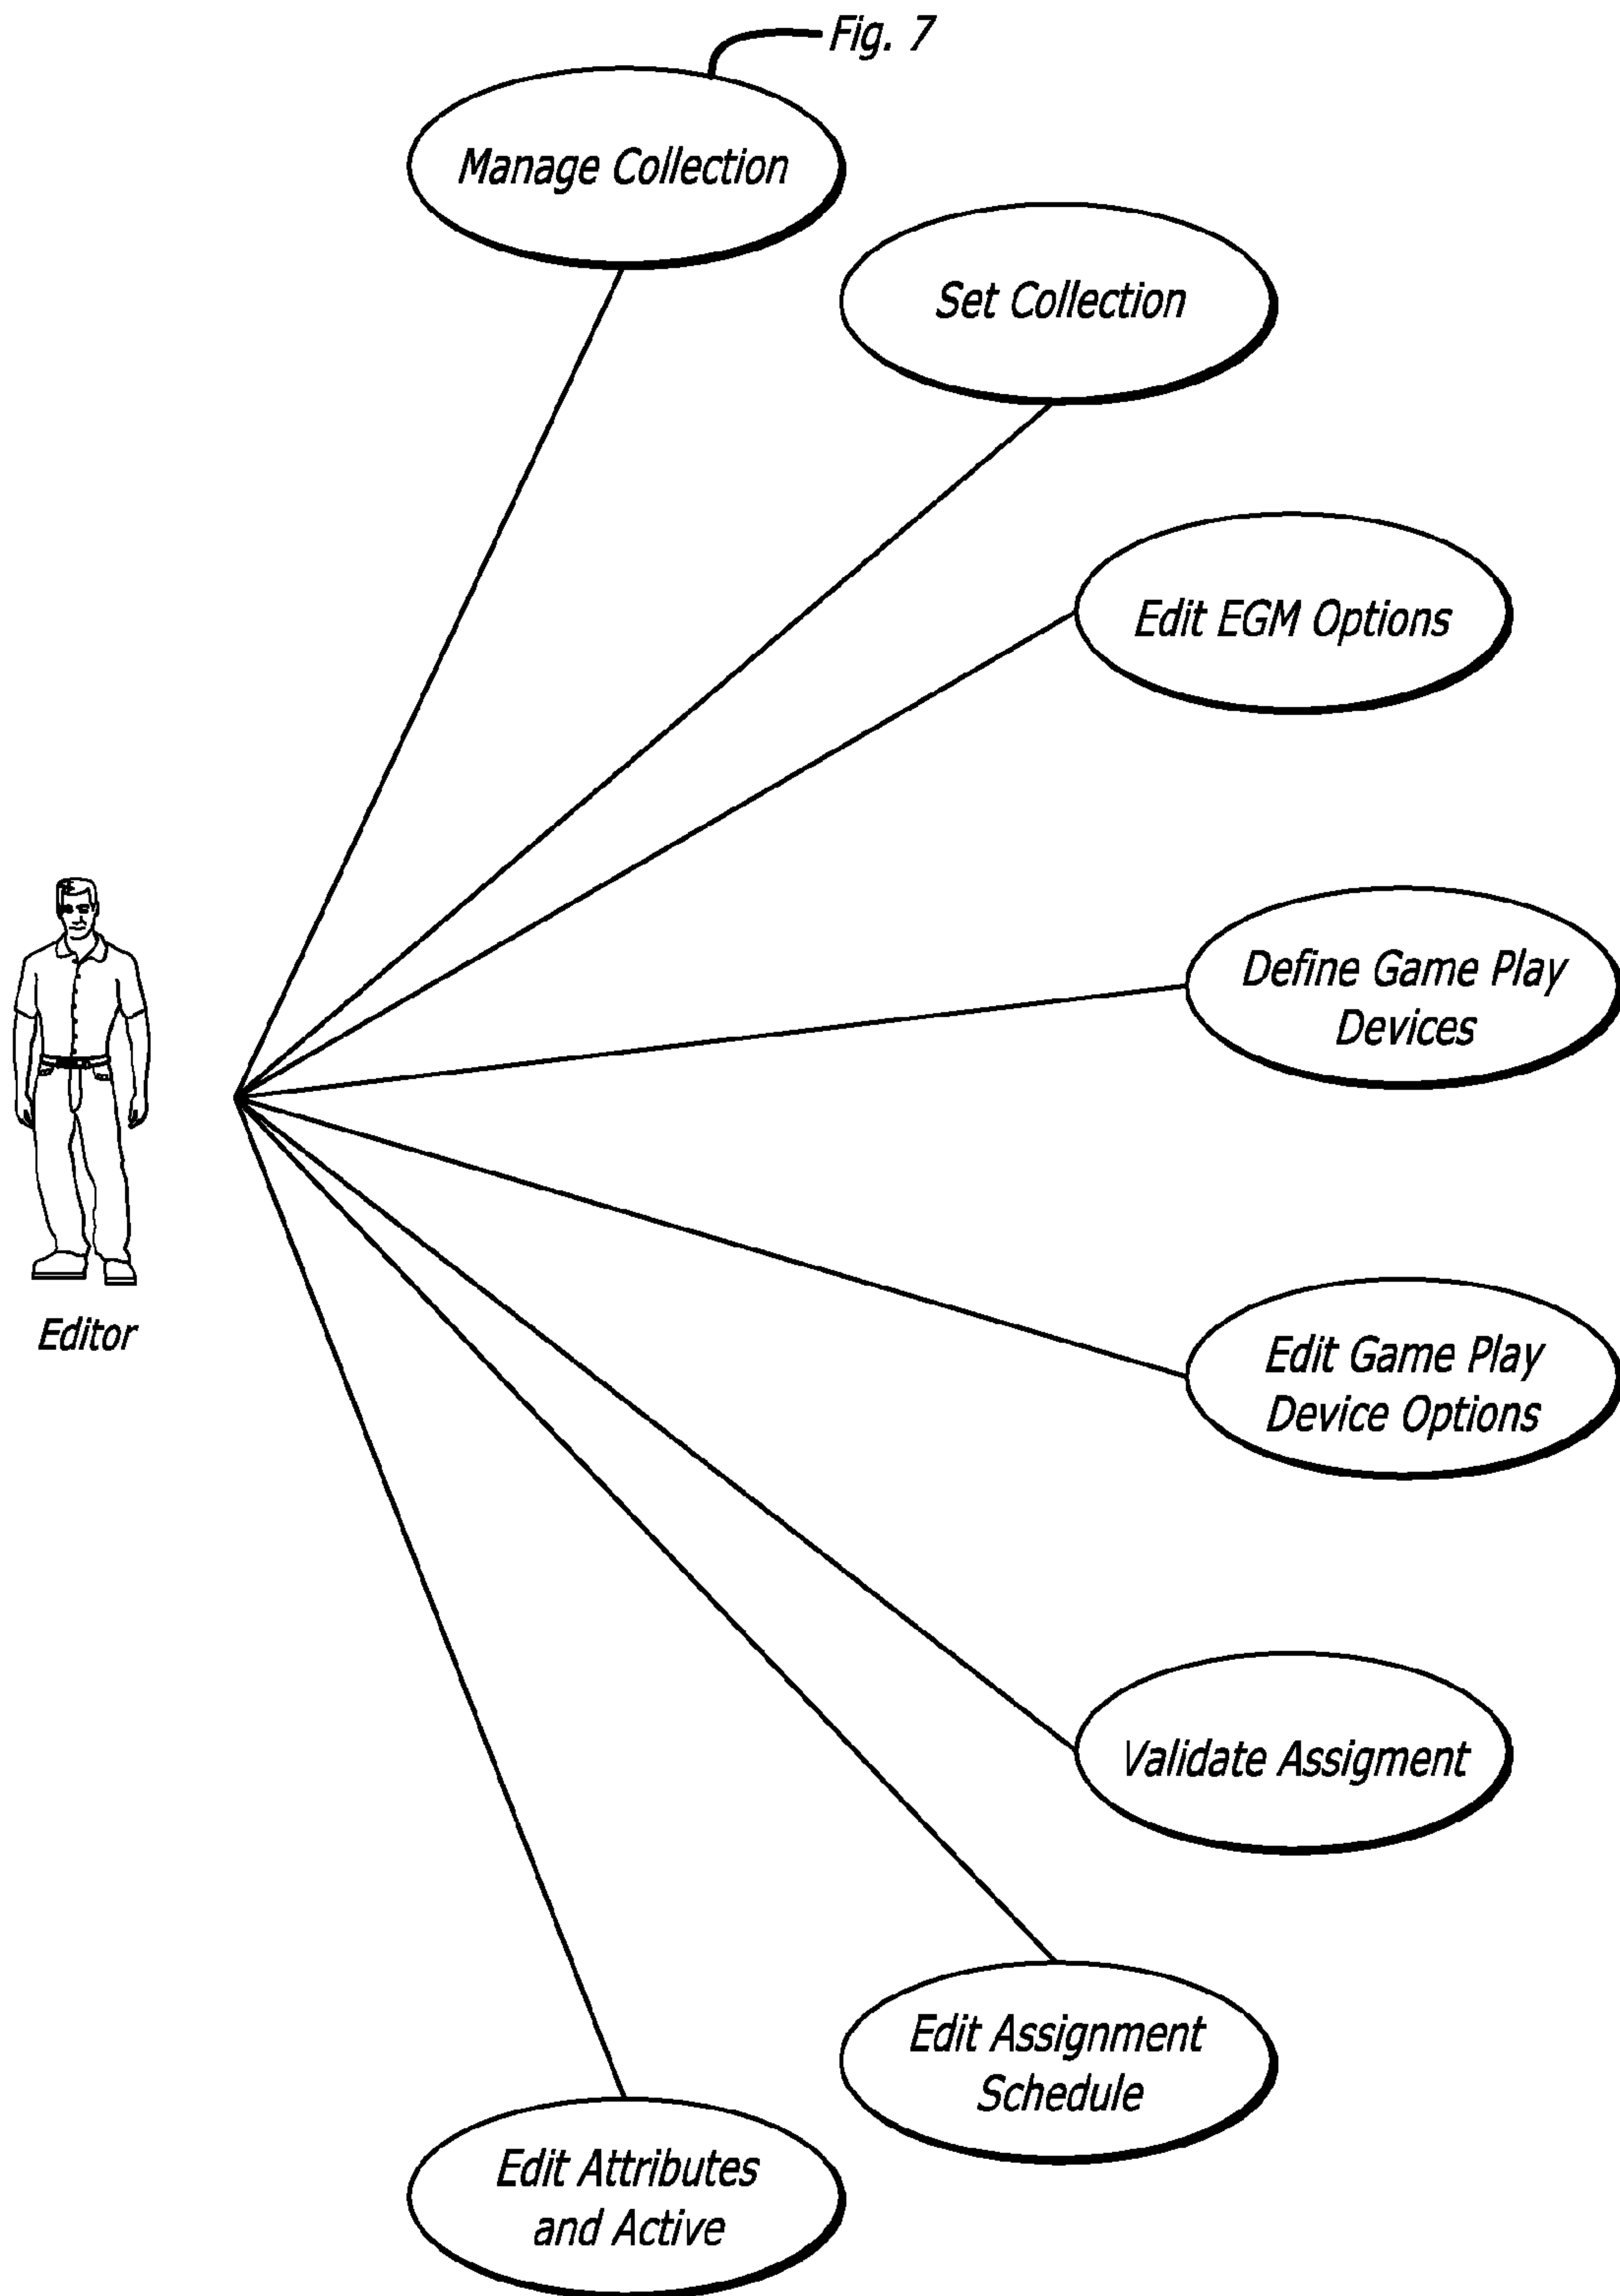 Fig. 7
Manage Collection
Set Collection
Edit EGM Options
Define Game Play
Devices
Editor
Edit Game Play
Device Options
Validate Assigment
Edit Assignment
Schedule
Edit Attributes
and Active